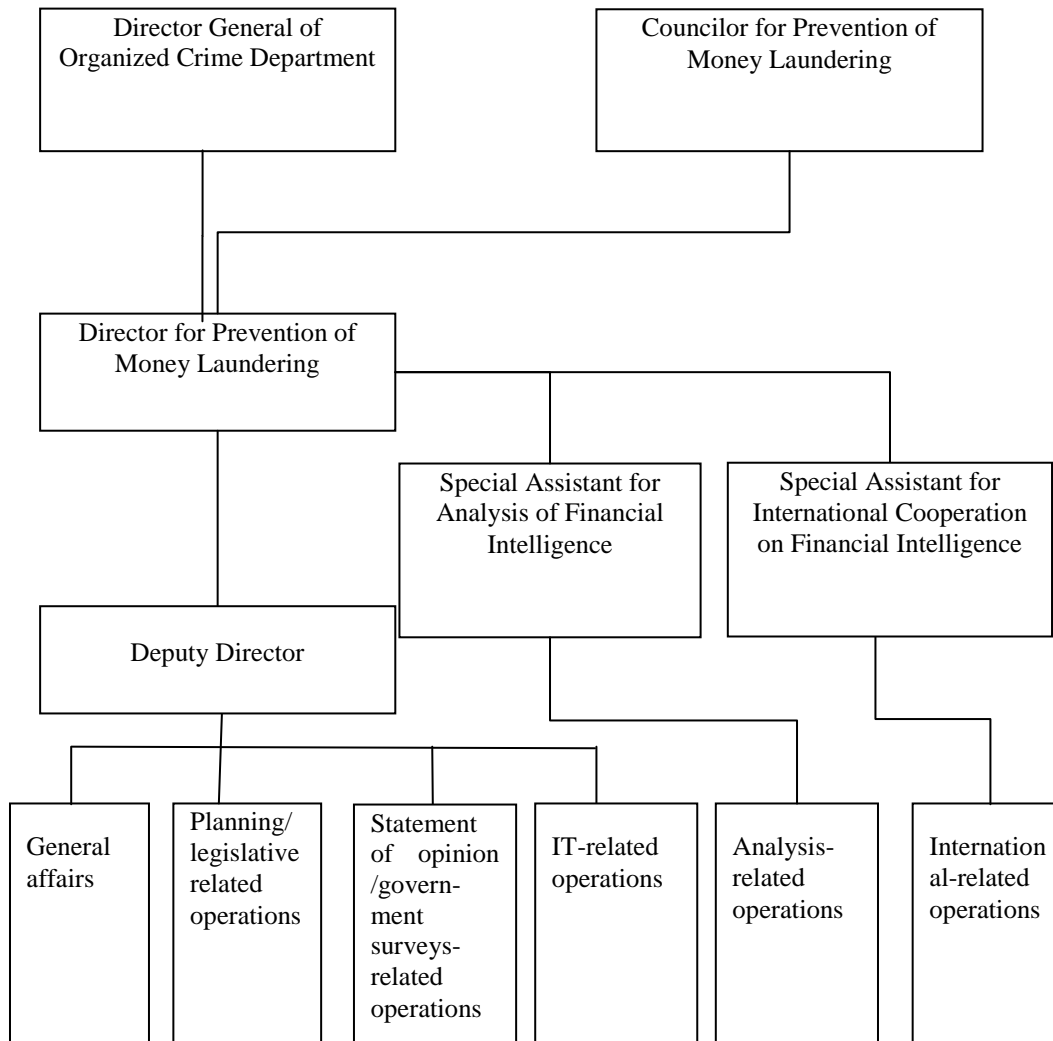 Director General of
Organized Crime Department
Councilor for Prevention of
Money Laundering
Director for Prevention of
Money Laundering
Special Assistant for
Analysis of Financial
Intelligence
Special Assistant for
International Cooperation
on Financial Intelligence
Deputy Director
General
affairs
Planning/
legislative
related
operations
Statement
of opinion
/govern-
ment
surveys-
related
operations
IT-related
operations
Analysis-
related
operations
Internation
al-related
operations